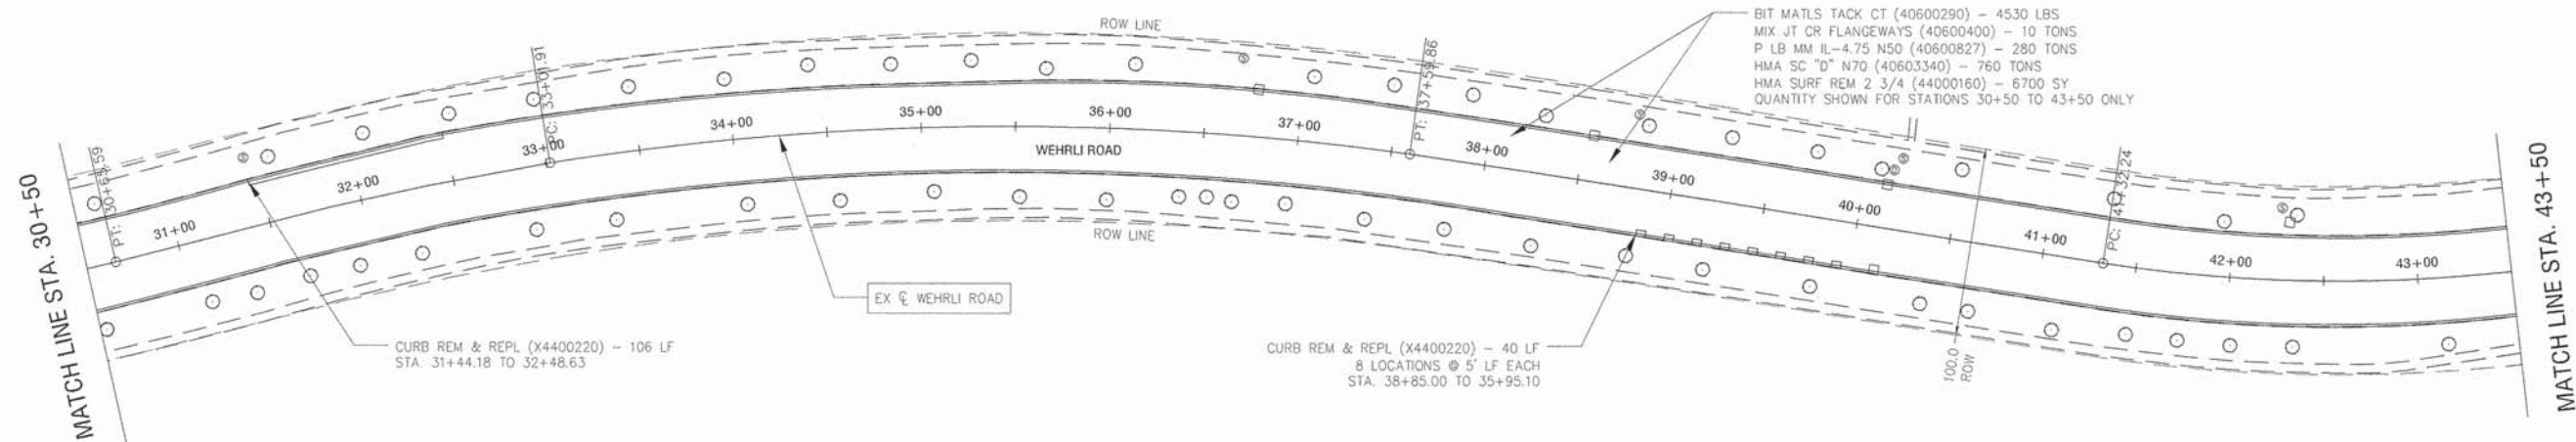 ROW LINE
BIT MATLS TACK CT (40600290) – 4530 LBS
MIX JT CR FLANGEWAYS (40600400) – 10 TONS
P LB MM IL–4.75 N50 (40600827) – 280 TONS
HMA SC "D" N70 (40603340) – 760 TONS
HMA SURF REM 2 3/4 (44000160) – 6700 SY
QUANTITY SHOWN FOR STATIONS 30+50 TO 43+50 ONLY
MATCH LINE STA. 30+50
PT:
31+00
32+00
33+00
PC: 33+01.91
34+00
35+00
36+00
37+00
PT: 37+59.86
38+00
39+00
40+00
41+00
PC: 41+32.24
42+00
43+00
MATCH LINE STA. 43+50
WEHRLI ROAD
ROW LINE
EX ℄ WEHRLI ROAD
CURB REM & REPL (X4400220) – 106 LF
STA. 31+44.18 TO 32+48.63
CURB REM & REPL (X4400220) – 40 LF
8 LOCATIONS @ 5' LF EACH
STA. 38+85.00 TO 35+95.10
100.0
ROW